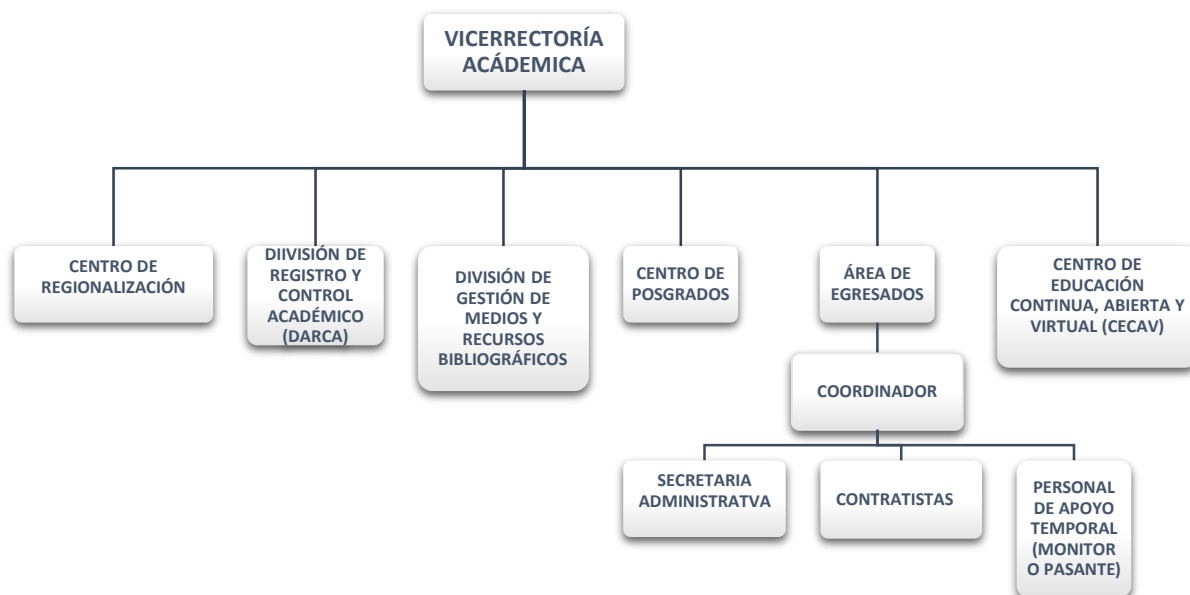 VICERRECTORÍA
ACÁDEMICA
CENTRO DE
REGIONALIZACIÓN
DIIVISIÓN DE
REGISTRO Y
CONTROL
ACADÉMICO
(DARCA)
DIVISIÓN DE
GESTIÓN DE
MEDIOS Y
RECURSOS
BIBLIOGRÁFICOS
CENTRO DE
POSGRADOS
ÁREA DE
EGRESADOS
CENTRO DE
EDUCACIÓN
CONTINUA, ABIERTA Y
VIRTUAL (CECAV)
COORDINADOR
SECRETARIA
ADMINISTRATVA
CONTRATISTAS
PERSONAL
DE APOYO
TEMPORAL
(MONITOR
O PASANTE)